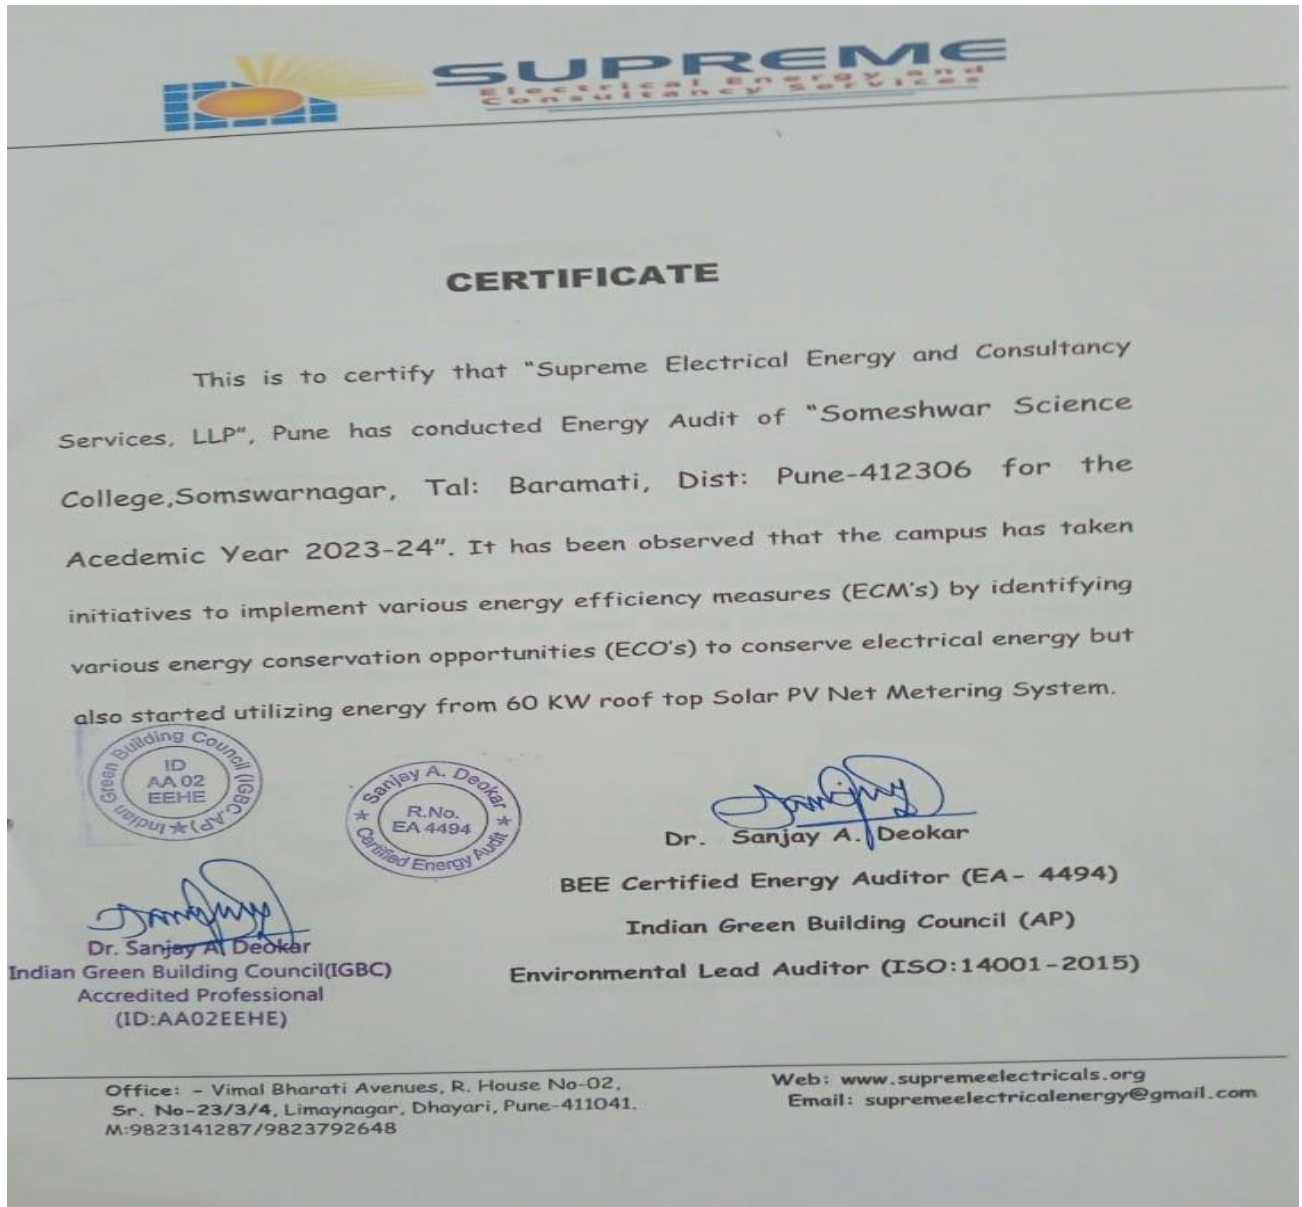 SUPREME
Electrical Energy and
Consultancy Services
CERTIFICATE
This is to certify that "Supreme Electrical Energy and Consultancy
Services, LLP", Pune has conducted Energy Audit of "Someshwar Science
College,Somswarnagar, Tal: Baramati, Dist: Pune-412306 for the
Acedemic Year 2023-24". It has been observed that the campus has taken
initiatives to implement various energy efficiency measures (ECM's) by identifying
various energy conservation opportunities (ECO's) to conserve electrical energy but
also started utilizing energy from 60 KW roof top Solar PV Net Metering System.
Indian Green Building Council (IGBC AP)
ID
AA 02
EEHE
Sanjay A. Deokar
R.No.
EA 4494
Certified Energy Audit
Dr. Sanjay A. Deokar
BEE Certified Energy Auditor (EA- 4494)
Indian Green Building Council (AP)
Environmental Lead Auditor (ISO:14001-2015)
Dr. Sanjay A Deokar
Indian Green Building Council(IGBC)
Accredited Professional
(ID:AA02EEHE)
Office: - Vimal Bharati Avenues, R. House No-02,
Sr. No-23/3/4, Limaynagar, Dhayari, Pune-411041.
M:9823141287/9823792648
Web: www.supremeelectricals.org
Email: supremeelectricalenergy@gmail.com